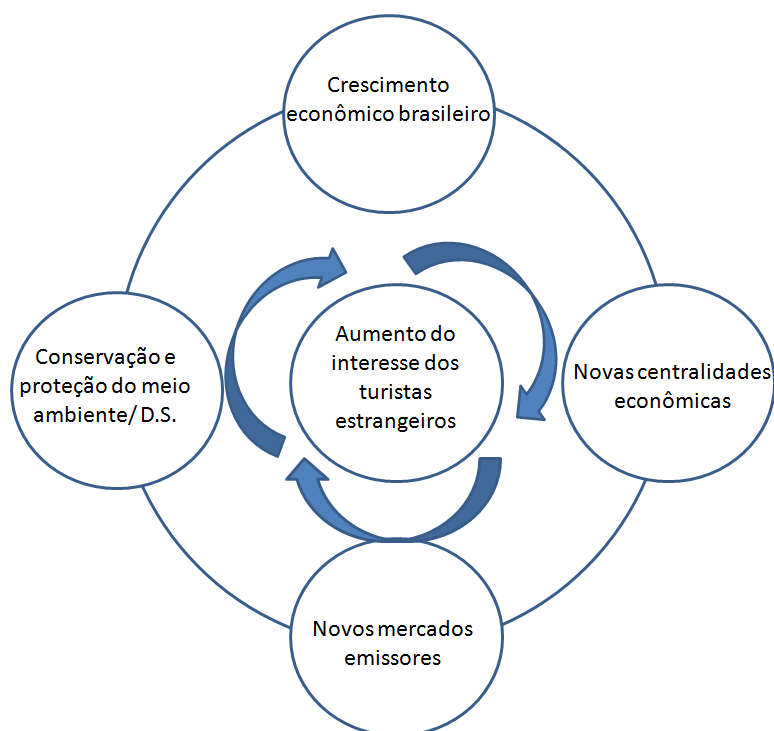 Crescimento
econômico brasileiro
Aumento do
interesse dos
turistas
estrangeiros
Conservação e
proteção do meio
ambiente/ D.S.
Novas centralidades
econômicas
Novos mercados
emissores